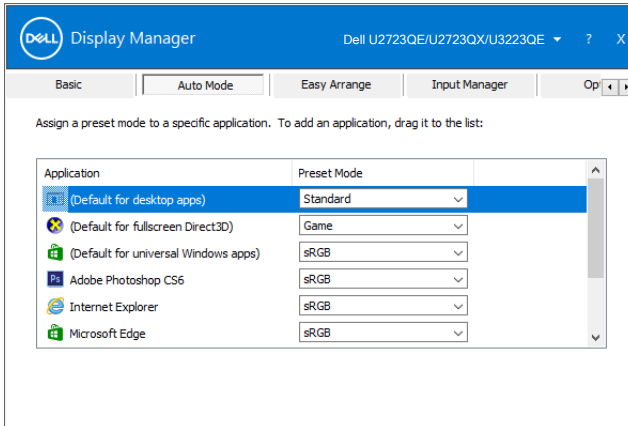 DELL Display Manager Dell U2723QE/U2723QX/U3223QE ? X
Basic Auto Mode Easy Arrange Input Manager Op
Assign a preset mode to a specific application. To add an application, drag it to the list:
Application Preset Mode
(Default for desktop apps) Standard
(Default for fullscreen Direct3D) Game
(Default for universal Windows apps) sRGB
Ps Adobe Photoshop CS6 sRGB
Internet Explorer sRGB
Microsoft Edge sRGB